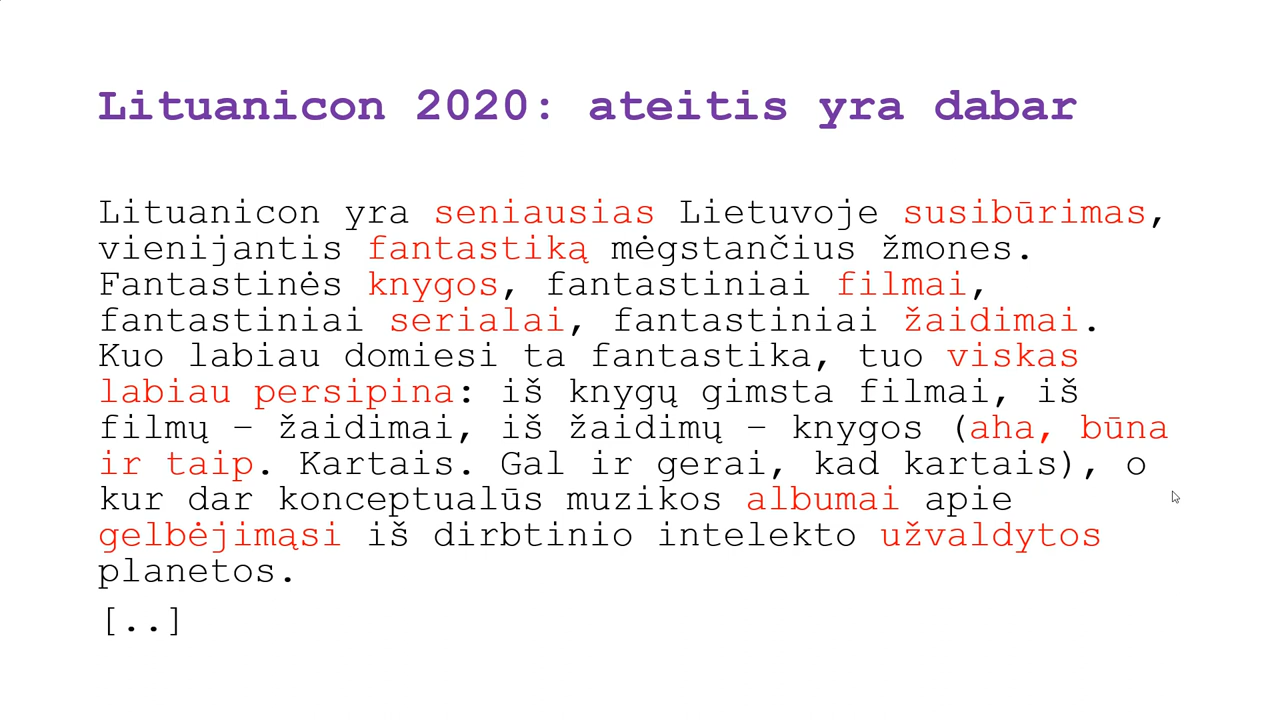 Lituanicon 2020: ateitis yra dabar
Lituanicon yra seniausias Lietuvoje susibūrimas,
vienijantis fantastiką mėgstančius žmones.
Fantastinės knygos, fantastiniai filmai,
fantastiniai serialai, fantastiniai žaidimai.
Kuo labiau domiesi ta fantastika, tuo viskas
labiau persipina: iš knygų gimsta filmai, iš
filmų – žaidimai, iš žaidimų – knygos (aha, būna
ir taip. Kartais. Gal ir gerai, kad kartais), o
kur dar konceptualūs muzikos albumai apie
gelbėjimąsi iš dirbtinio intelekto užvaldytos
planetos.
[..]